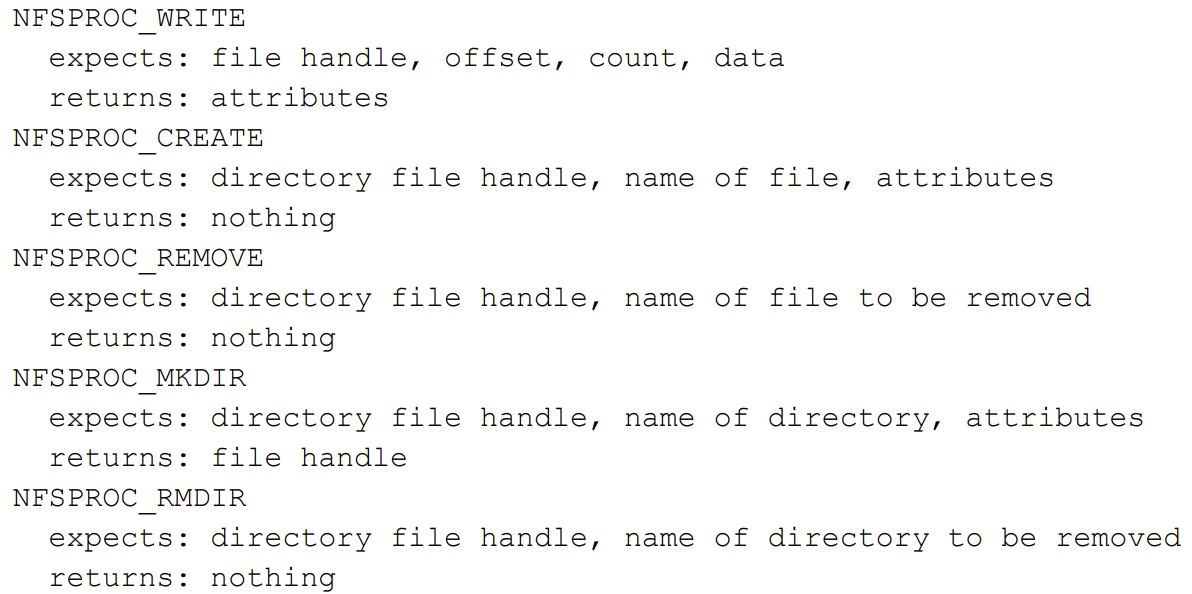 NFSPROC_WRITE
expects: file handle, offset, count, data
returns: attributes
NFSPROC_CREATE
expects: directory file handle, name of file, attributes
returns: nothing
NFSPROC_REMOVE
expects: directory file handle, name of file to be removed
returns: nothing
NFSPROC_MKDIR
expects: directory file handle, name of directory, attributes
returns: file handle
NFSPROC_RMDIR
expects: directory file handle, name of directory to be removed
returns: nothing